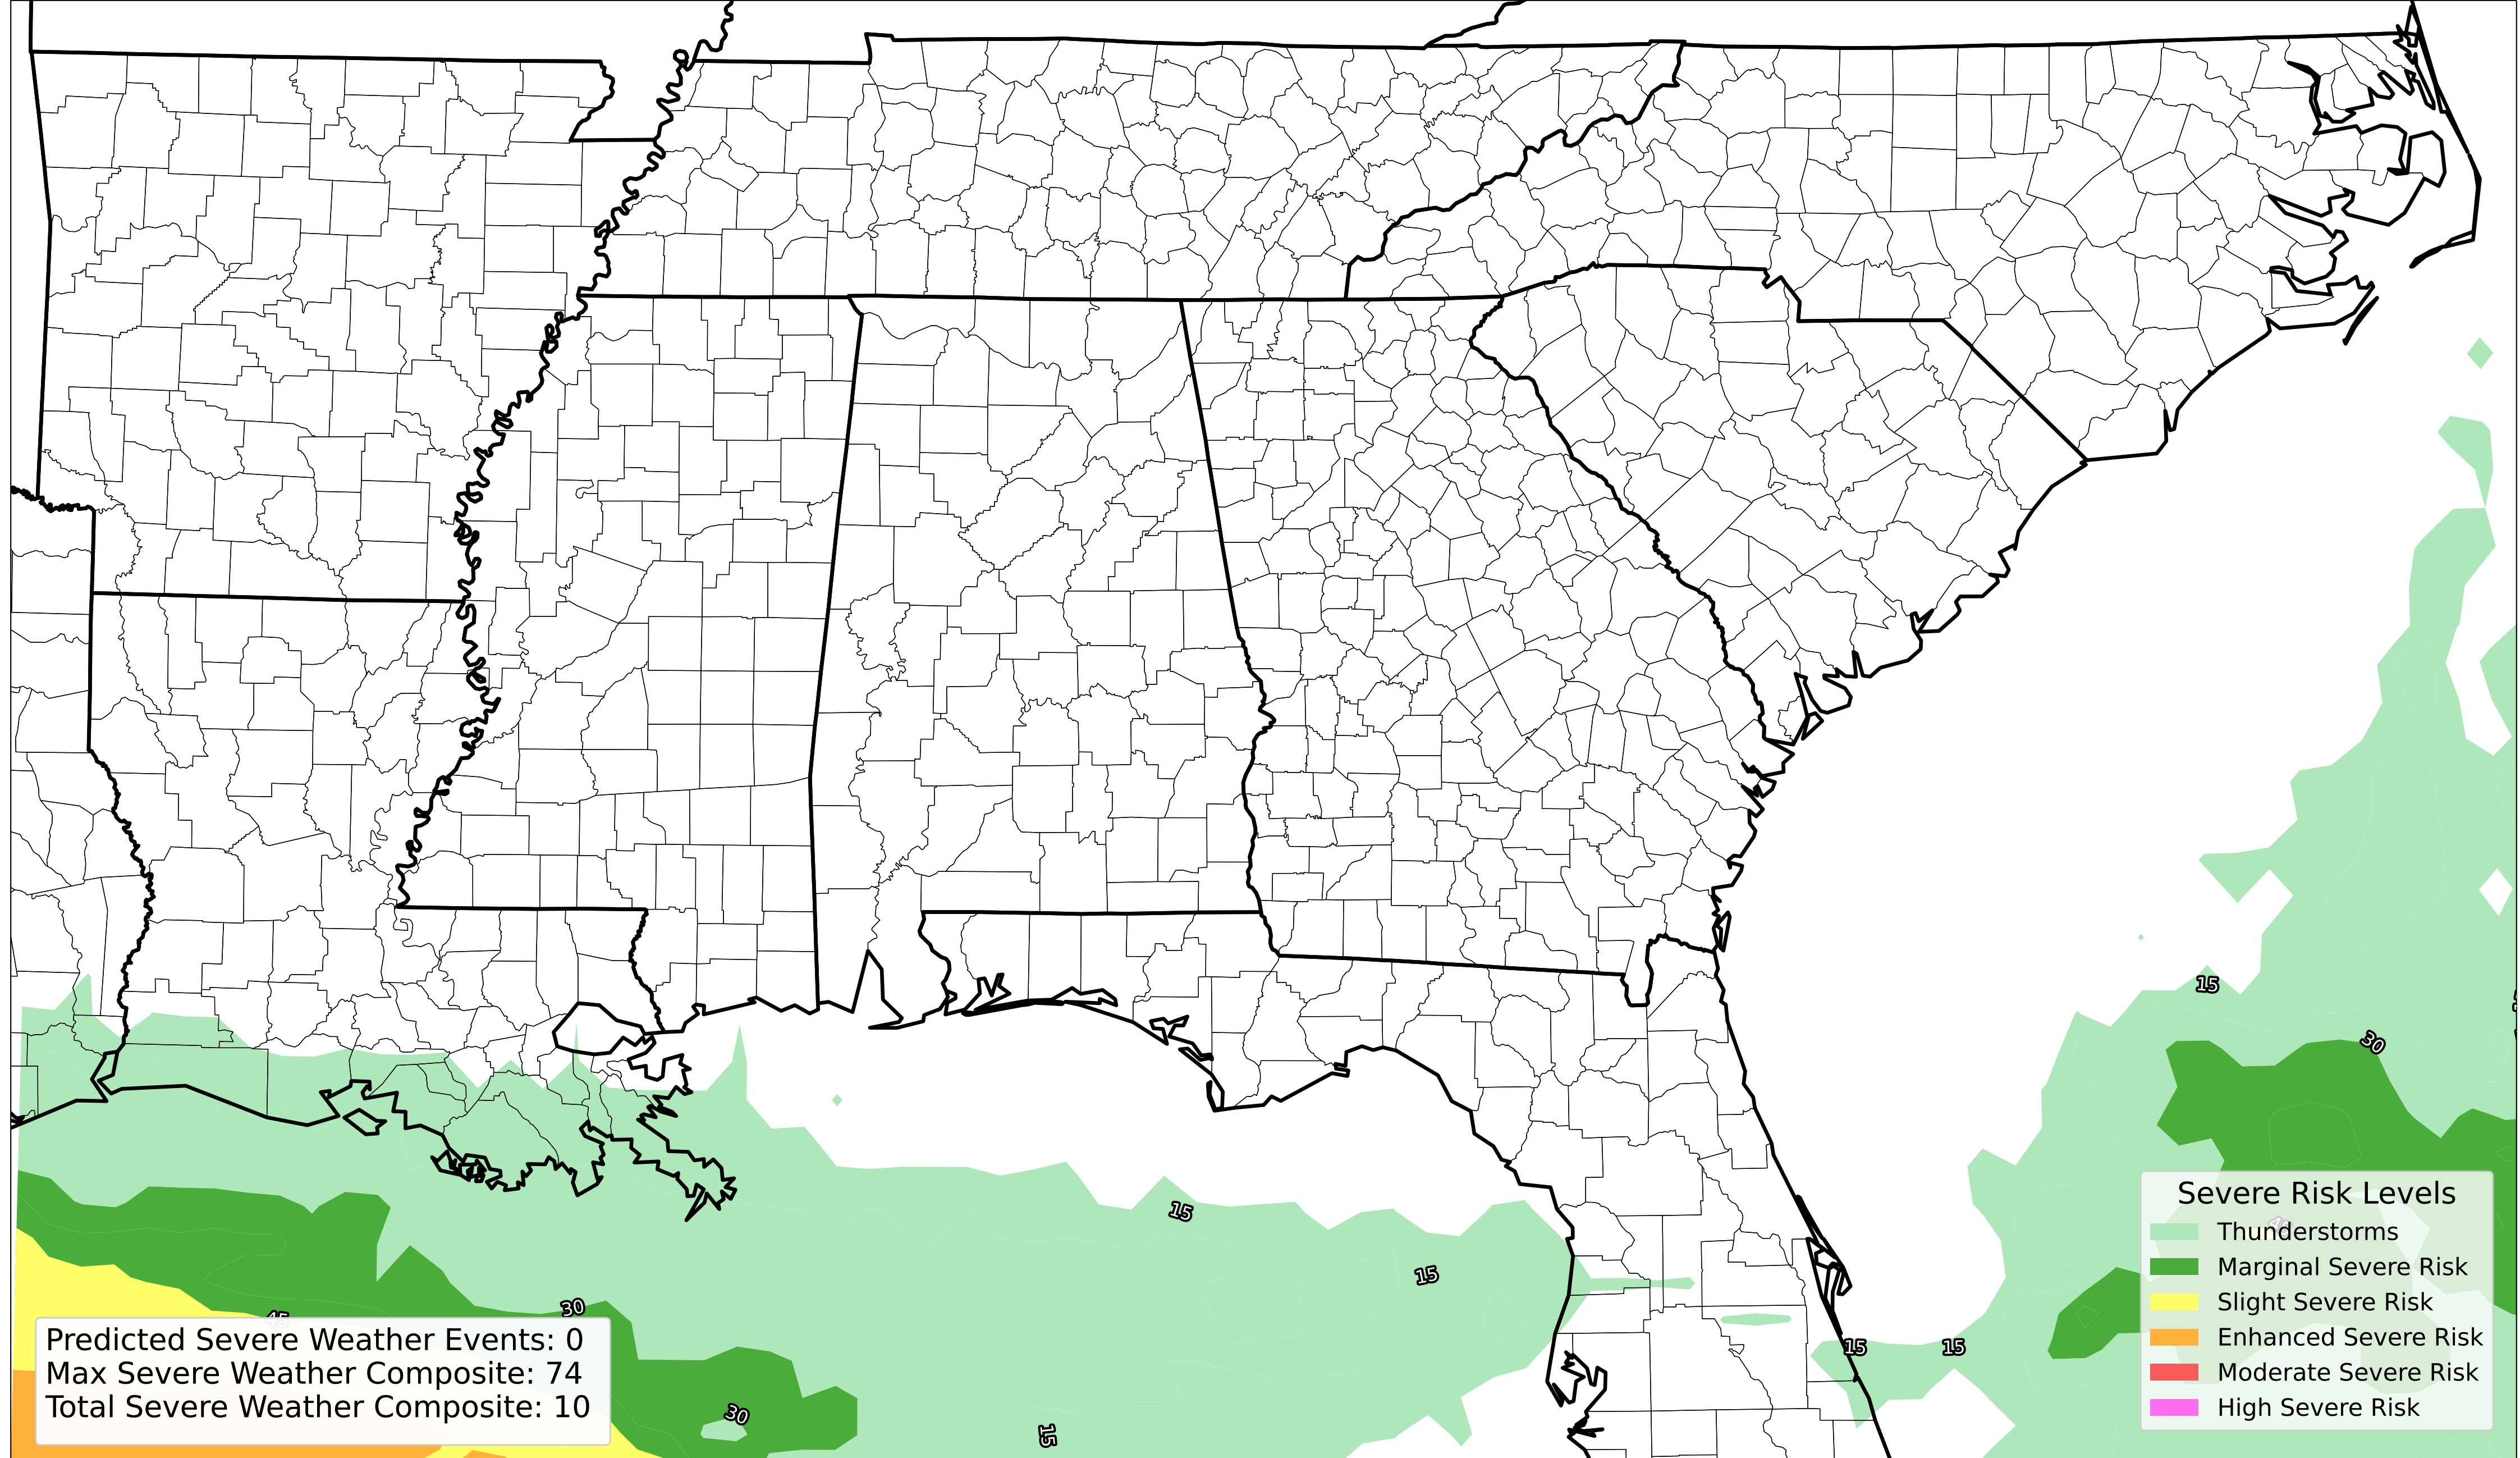 15
30
15
15
15
15
30
45
30
15
Severe Risk Levels
Thunderstorms
Marginal Severe Risk
Slight Severe Risk
Enhanced Severe Risk
Moderate Severe Risk
High Severe Risk
Predicted Severe Weather Events: 0
Max Severe Weather Composite: 74
Total Severe Weather Composite: 10